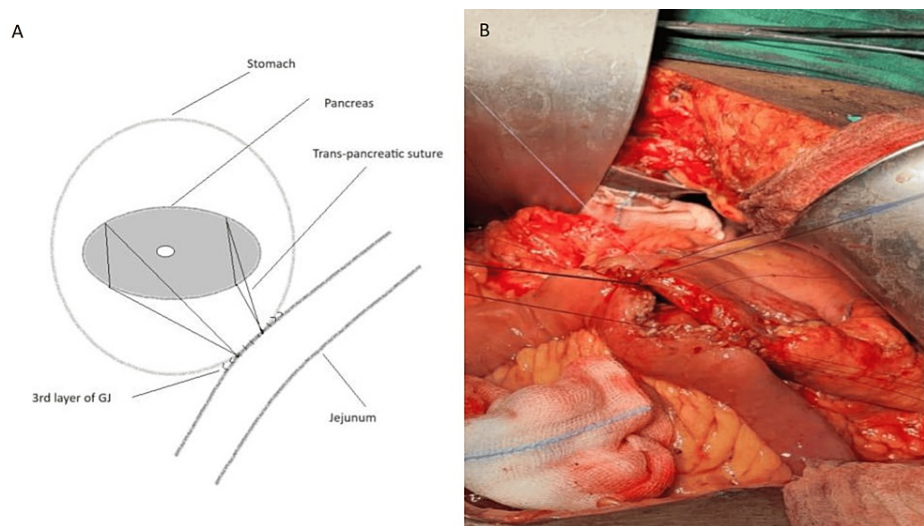 A
B
Stomach
Pancreas
Trans-pancreatic suture
3rd layer of GJ
Jejunum